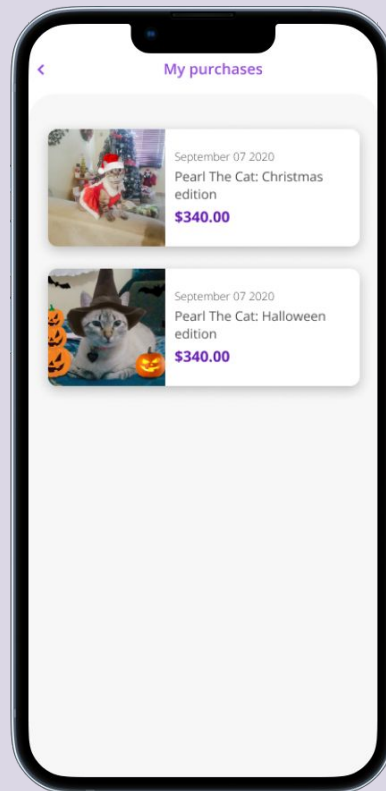 My purchases
September 07 2020
Pearl The Cat: Christmas
edition
$340.00
September 07 2020
Pearl The Cat: Halloween
edition
$340.00